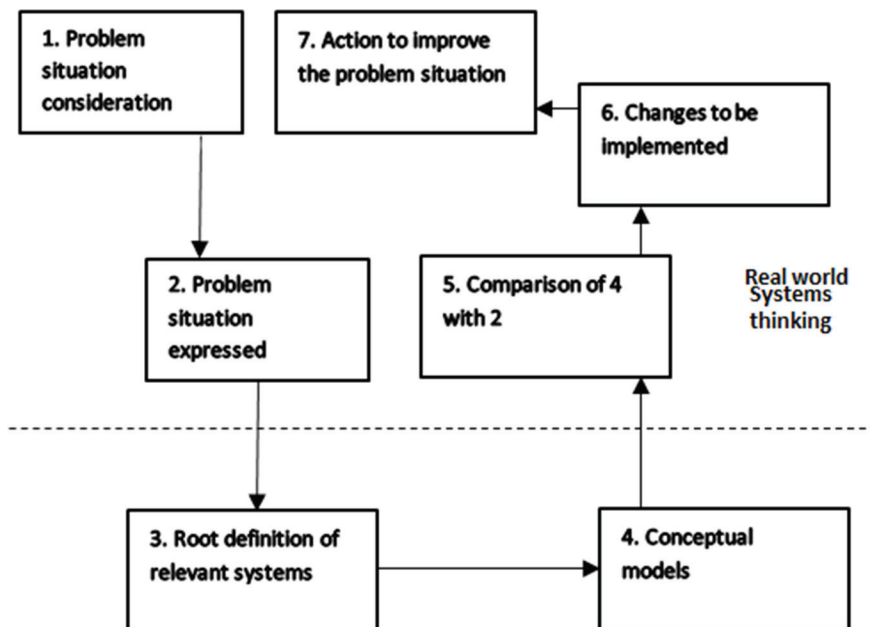 1. Problem
situation
consideration
7. Action to improve
the problem situation
6. Changes to be
implemented
2. Problem
situation
expressed
5. Comparison of 4
with 2
Real world
Systems
thinking
3. Root definition of
relevant systems
4. Conceptual
models